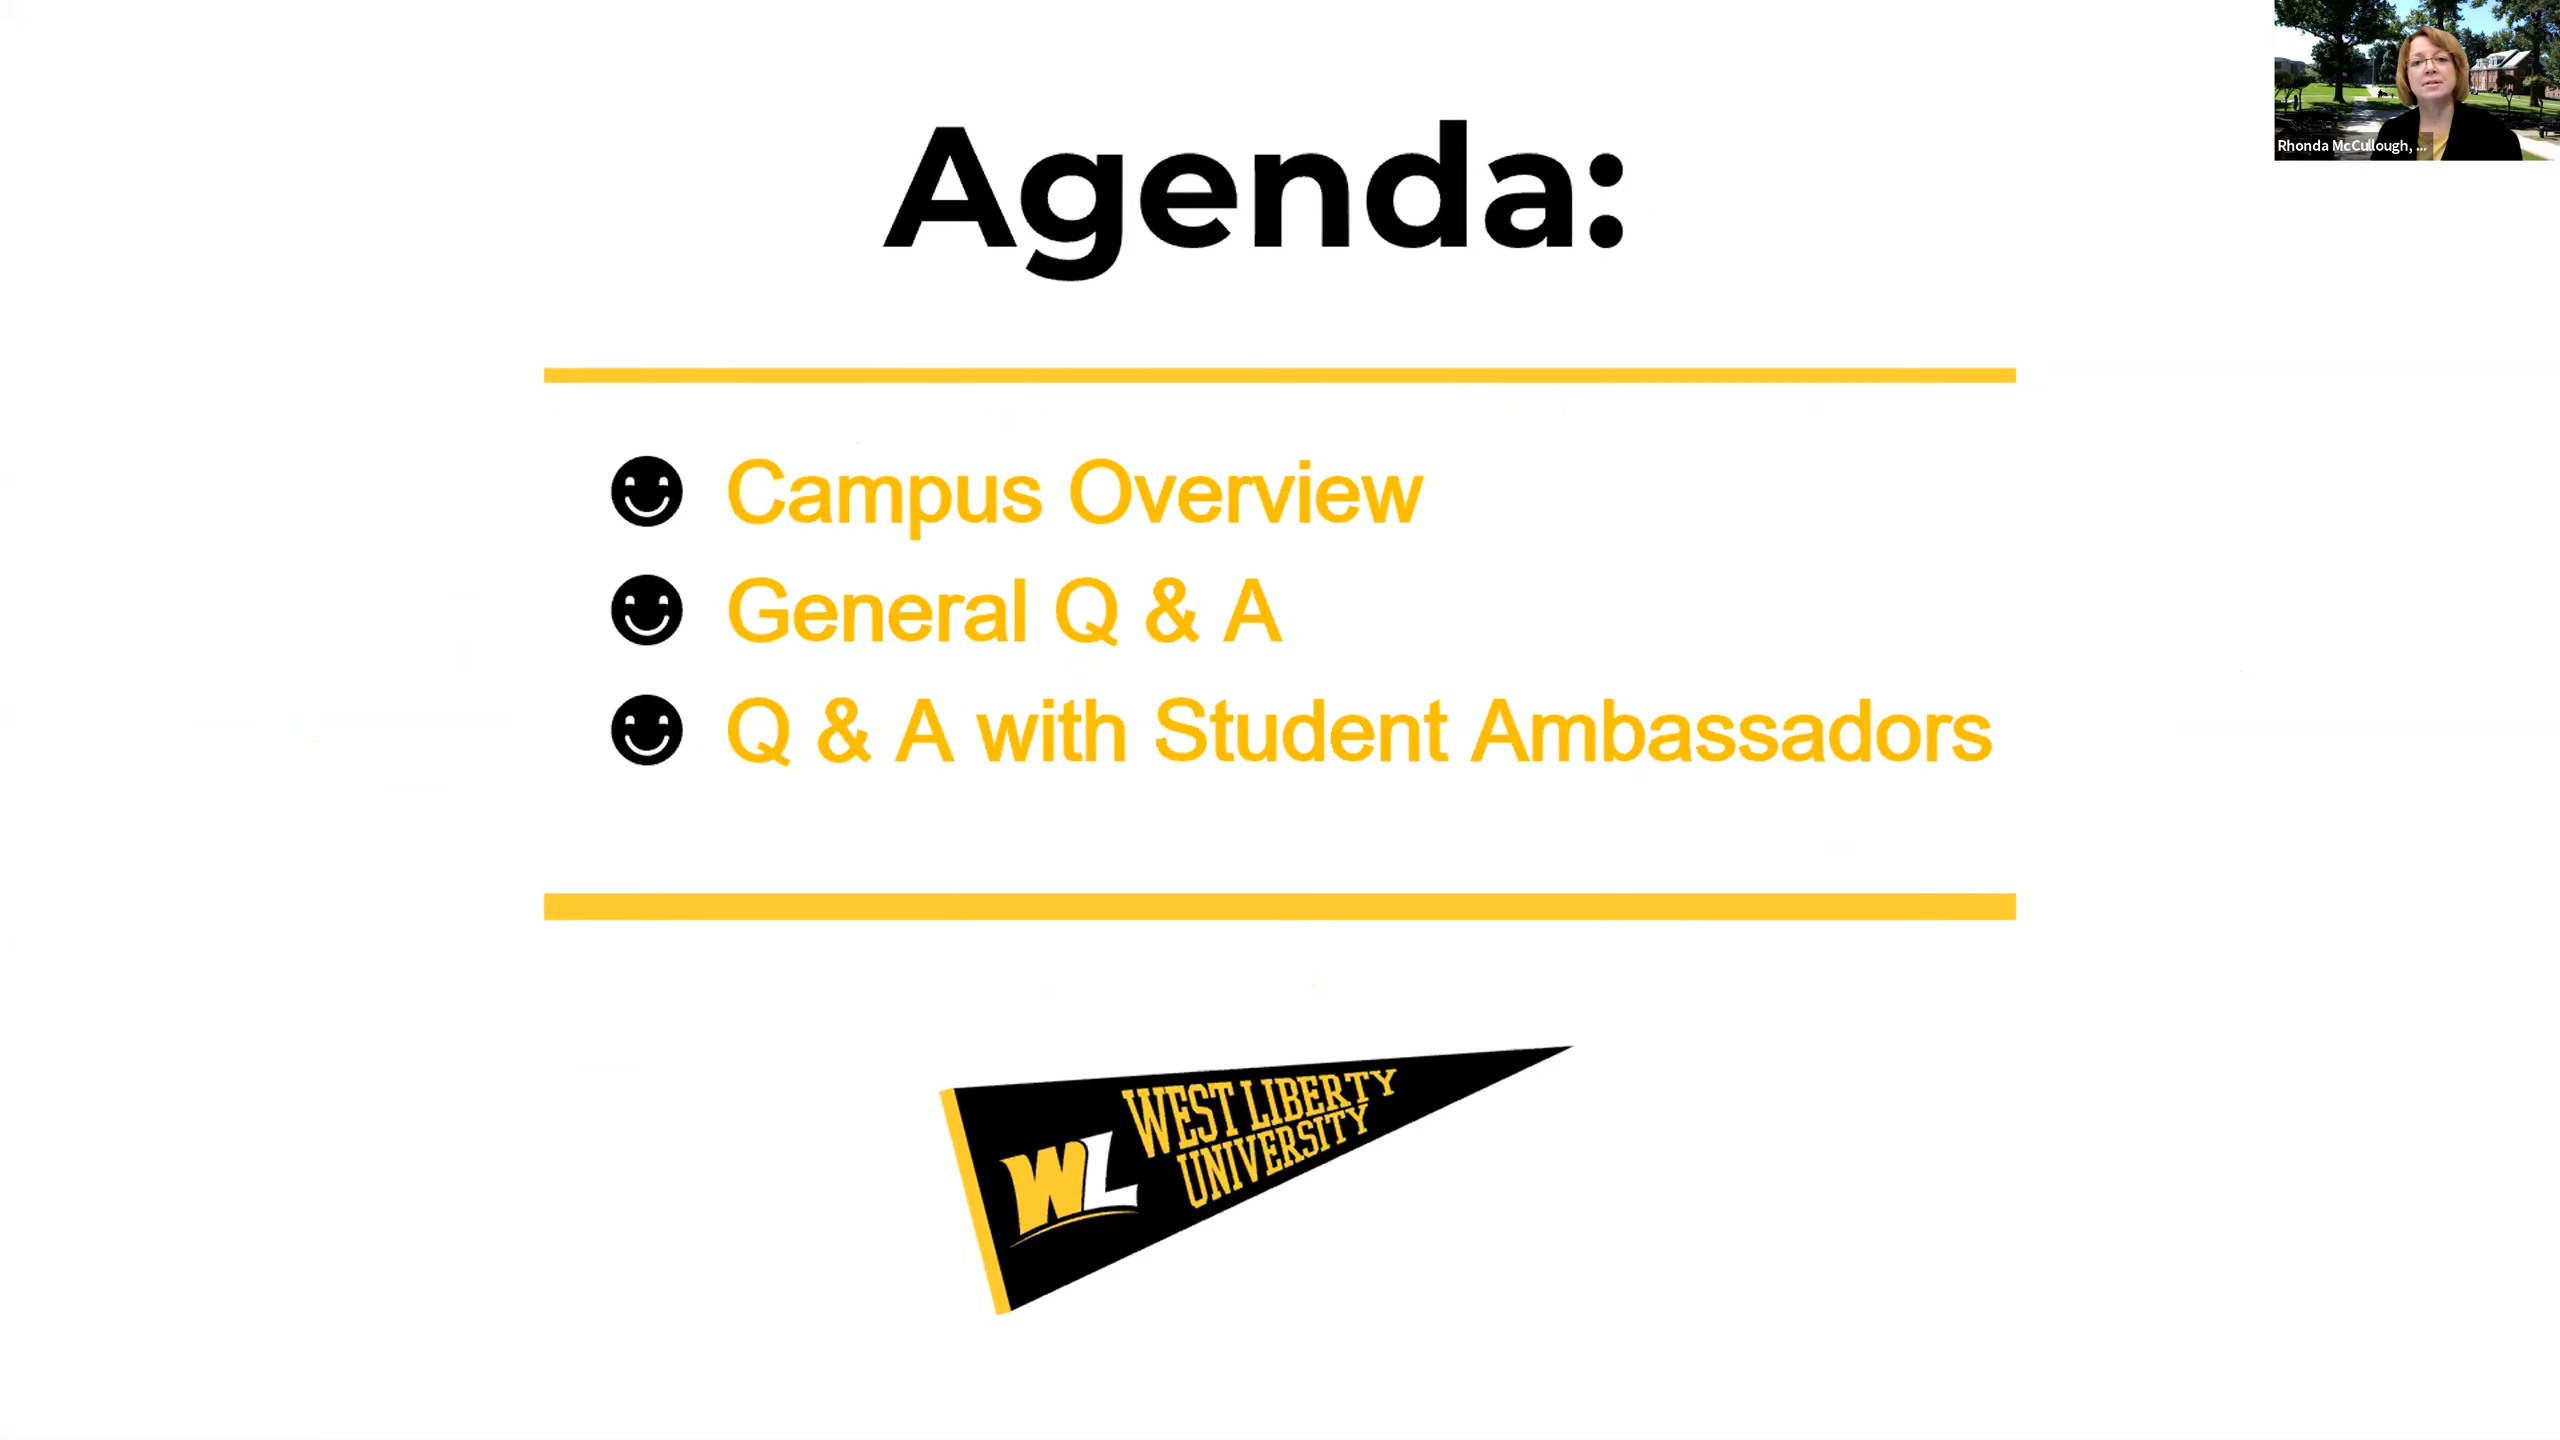 Agenda:
Rhonda McCullough, ...
Campus Overview
General Q & A
Q & A with Student Ambassadors
WEST LIBERTY
UNIVERSITY
WL